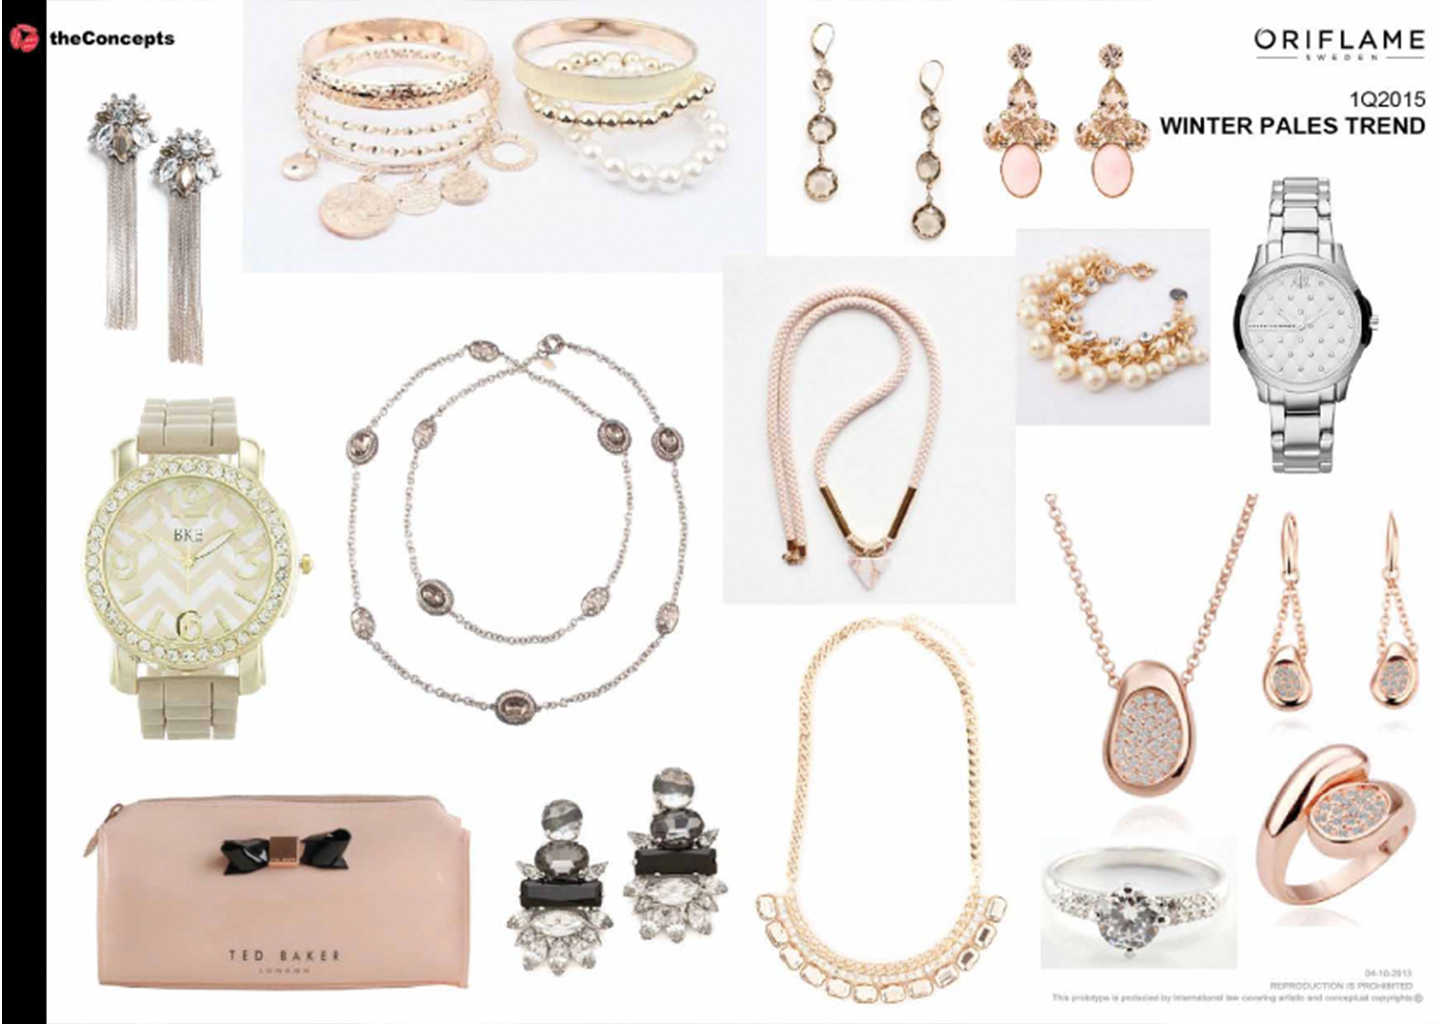 theConcepts
ORIFLAME
SWEDEN
1Q2015
WINTER PALES TREND
A|X
BKE
6
TED BAKER
LONDON
04-10-2013
REPRODUCTION IS PROHIBITED
This prototype is protected by international law covering artistic and conceptual copyrights ©